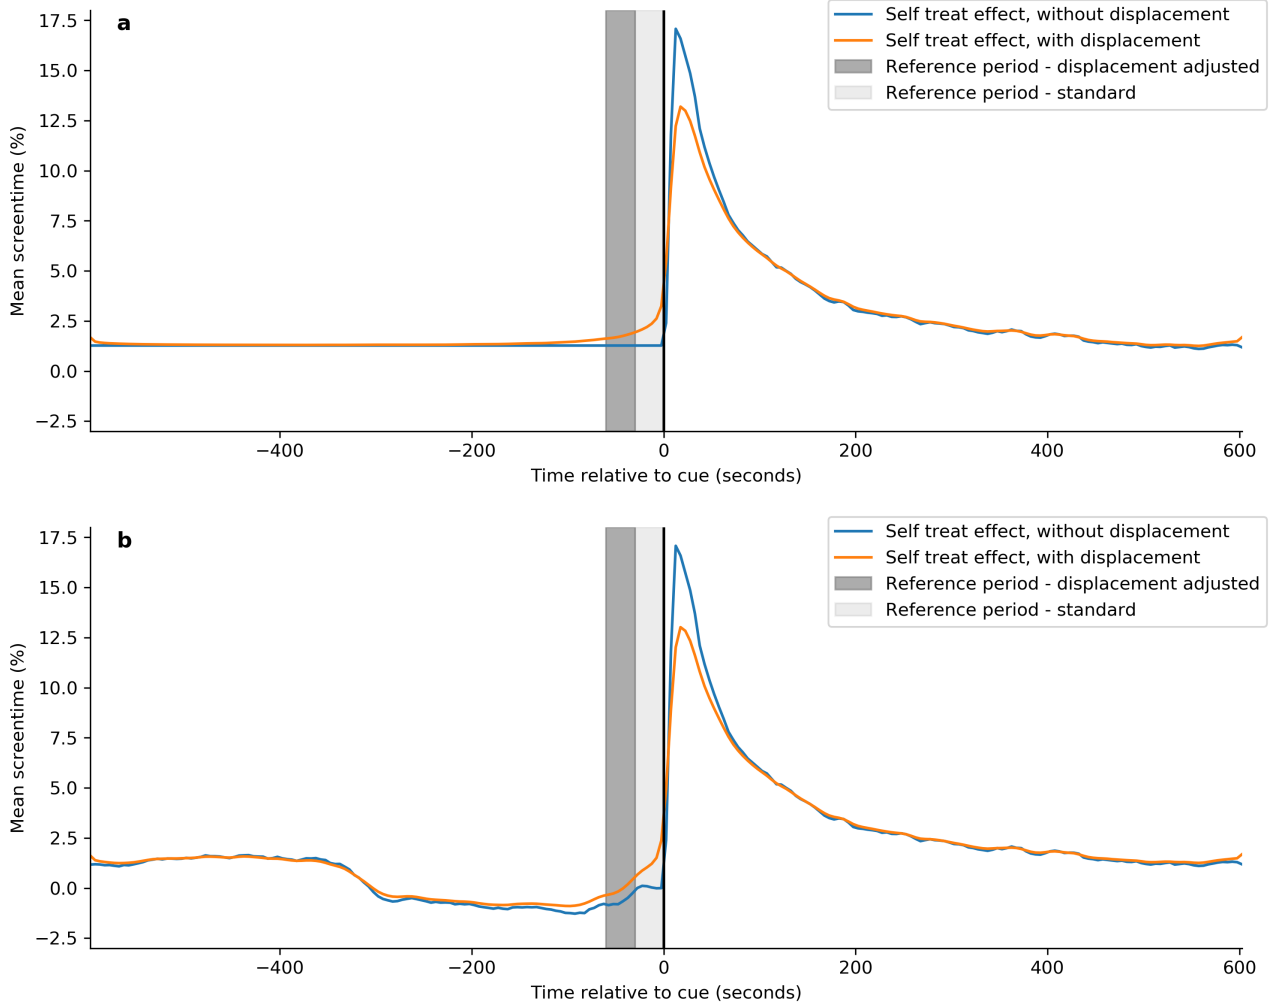 a
17.5
15.0
12.5
10.0
7.5
5.0
2.5
0.0
−2.5
Mean screentime (%)
Self treat effect, without displacement
Self treat effect, with displacement
Reference period - displacement adjusted
Reference period - standard
−400 −200 0 200 400 600
Time relative to cue (seconds)
b
17.5
15.0
12.5
10.0
7.5
5.0
2.5
0.0
−2.5
Mean screentime (%)
Self treat effect, without displacement
Self treat effect, with displacement
Reference period - displacement adjusted
Reference period - standard
−400 −200 0 200 400 600
Time relative to cue (seconds)